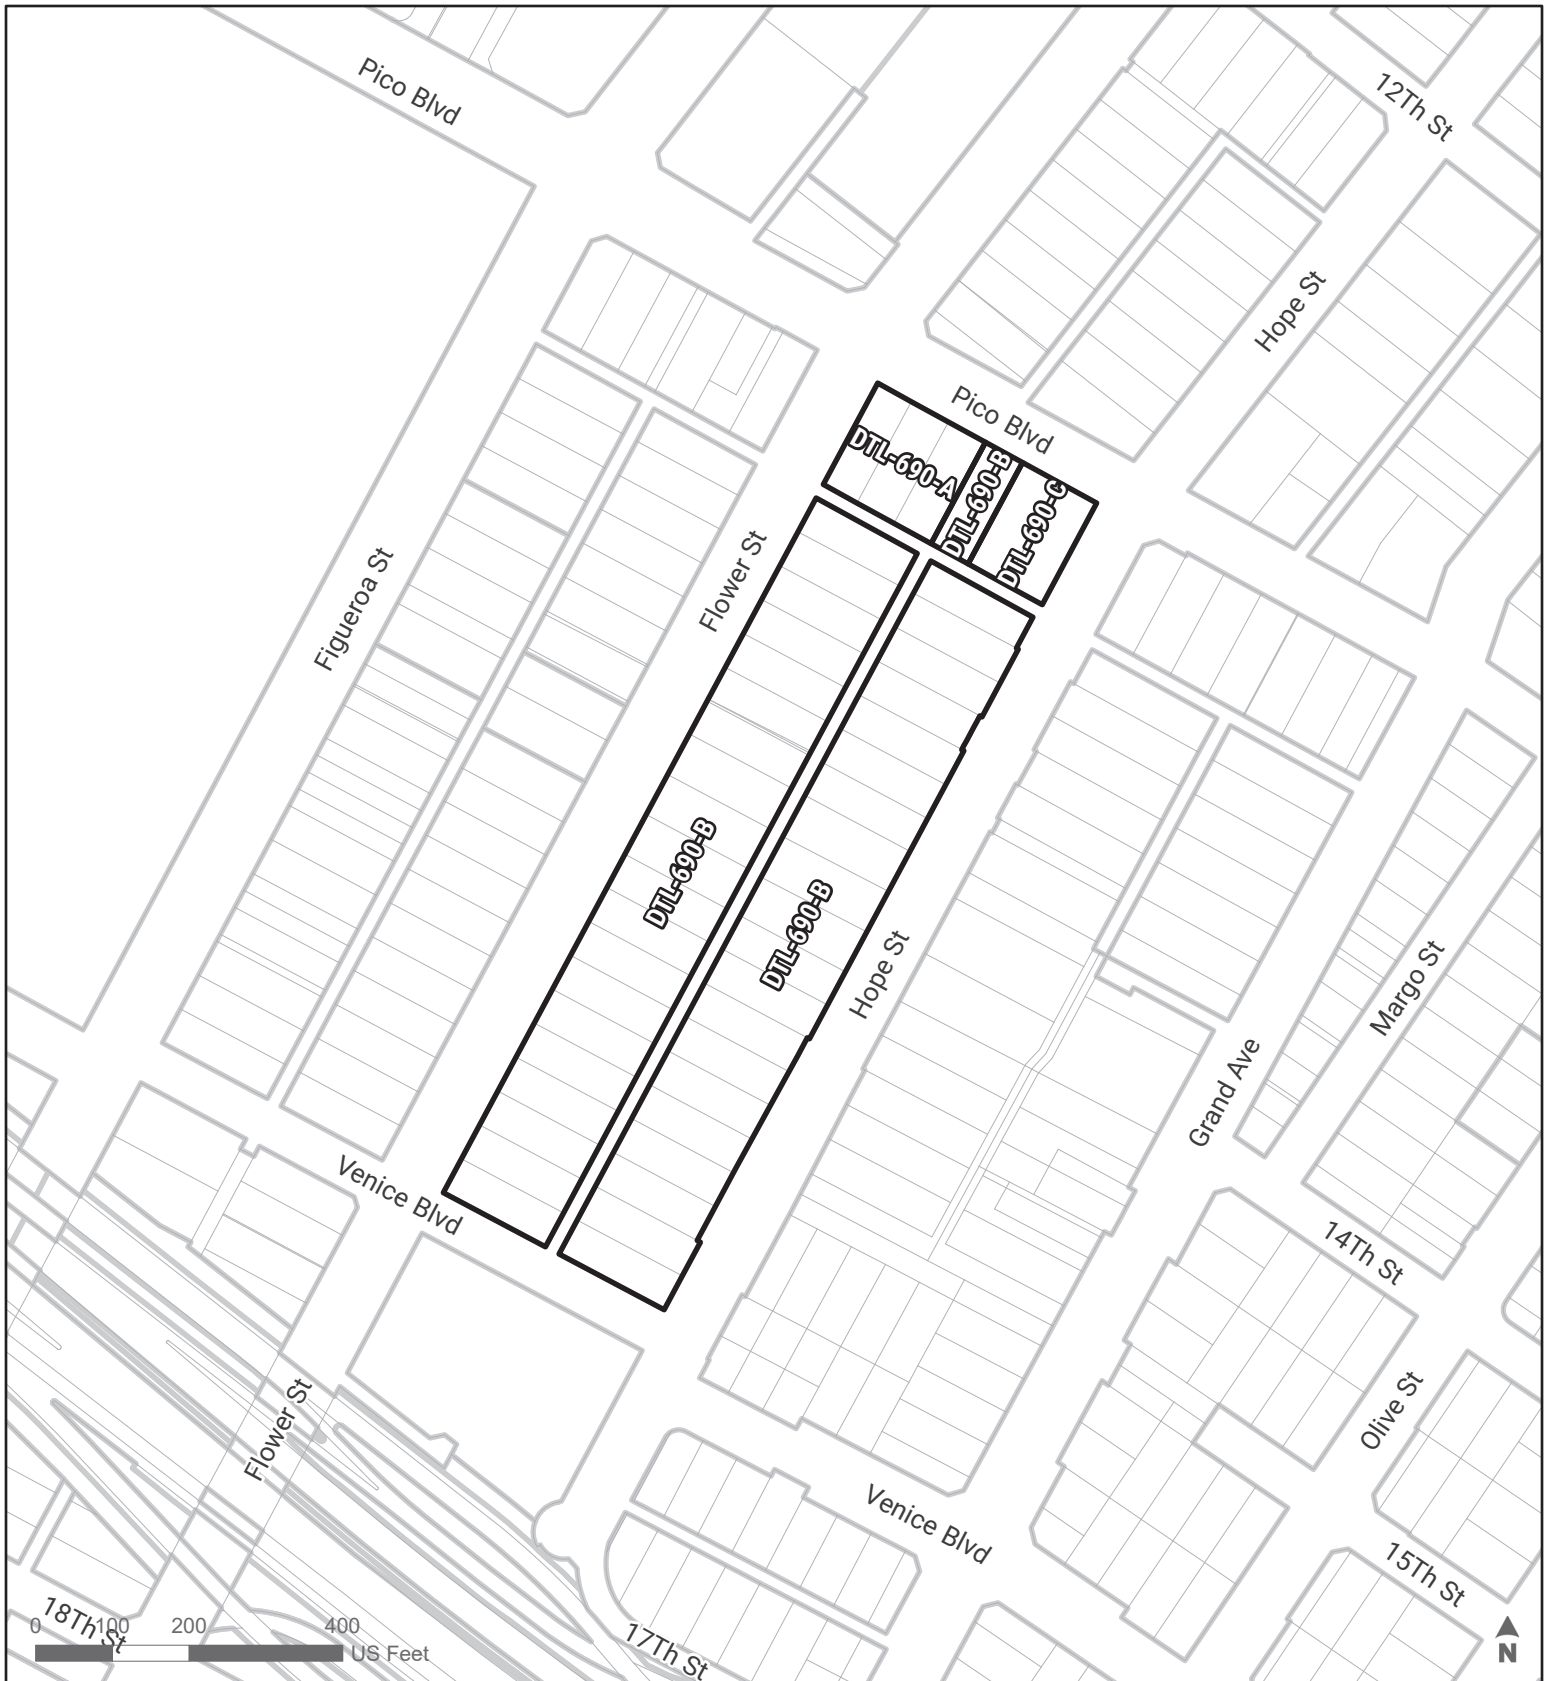 Pico Blvd
12Th St
Hope St
Pico Blvd
DTL-690-A
DTL-690-B
DTL-690-C
Flower St
Figueroa St
DTL-690-B
DTL-690-B
Hope St
Margo St
Grand Ave
Venice Blvd
14Th St
Flower St
Olive St
Venice Blvd
15Th St
18Th St
17Th St
0 100 200 400
US Feet
N